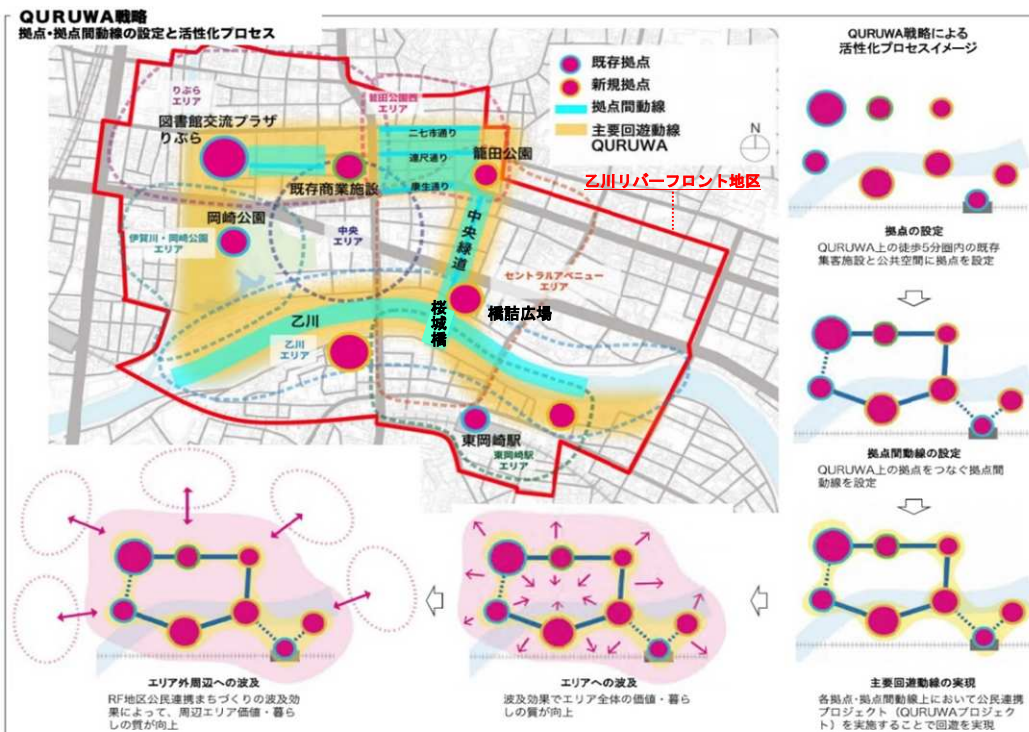 QURUWA戦略
拠点・拠点間動線の設定と活性化プロセス
りぶら
エリア
籠田公園西
エリア
図書館交流プラザ
りぶら
既存商業施設
二七市通り
連尺通り
康生通り
籠田公園
岡崎公園
伊賀川・岡崎公園
エリア
中央
エリア
中央緑道
セントラルアベニュー
エリア
乙川リバーフロント地区
桜城橋
橋詰広場
乙川
乙川
エリア
東岡崎駅
東岡崎駅
エリア
既存拠点
新規拠点
拠点間動線
主要回遊動線
QURUWA
N
QURUWA戦略による
活性化プロセスイメージ
拠点の設定
QURUWA上の徒歩5分圏内の既存
集客施設と公共空間に拠点を設定
拠点間動線の設定
QURUWA上の拠点をつなぐ拠点間
動線を設定
主要回遊動線の実現
各拠点・拠点間動線上において公民連携
プロジェクト(QURUWAプロジェク
ト)を実施することで回遊を実現
エリアへの波及
波及効果でエリア全体の価値・暮ら
しの質が向上
エリア外周辺への波及
RF地区公民連携まちづくりの波及効
果によって、周辺エリア価値・暮ら
しの質が向上